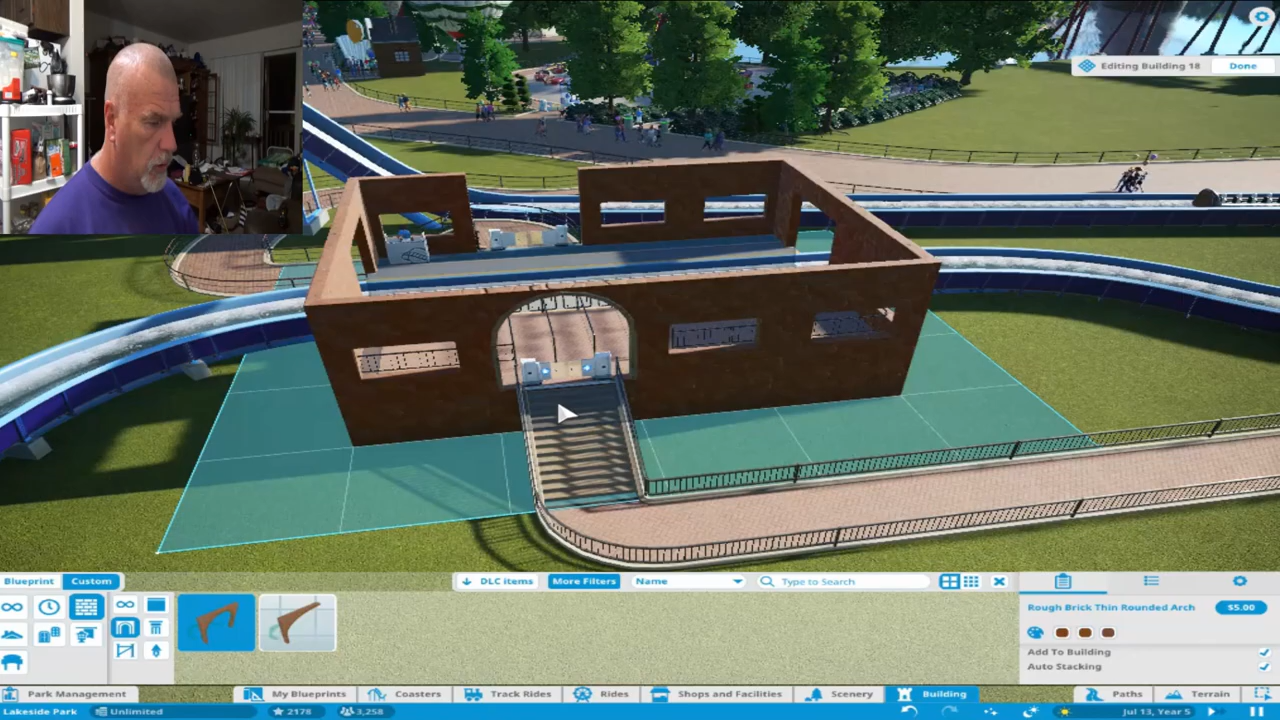 Editing Building 18 Done
Blueprint Custom DLC items More Filters Name Type to Search
Rough Brick Thin Rounded Arch $5.00
Add To Building
Auto Stacking
Park Management My Blueprints Coasters Track Rides Rides Shops and Facilities Scenery Building Paths Terrain
Lakeside Park Unlimited 2178 3,258 Jul 13, Year 5